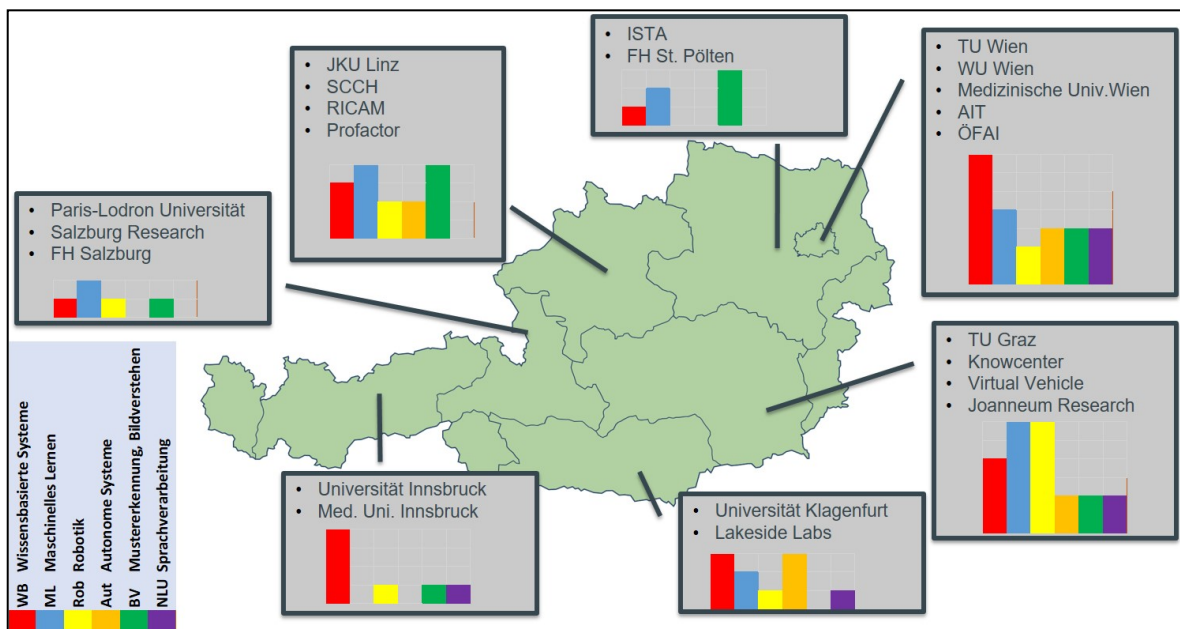 ISTA
FH St. Pölten
JKU Linz
SCCH
RICAM
Profactor
TU Wien
WU Wien
Medizinische Univ.Wien
AIT
ÖFAI
Paris-Lodron Universität
Salzburg Research
FH Salzburg
TU Graz
Knowcenter
Virtual Vehicle
Joanneum Research
Universität Innsbruck
Med. Uni. Innsbruck
Universität Klagenfurt
Lakeside Labs
WB Wissensbasierte Systeme
ML Maschinelles Lernen
Rob Robotik
Aut Autonome Systeme
BV Mustererkennung, Bildverstehen
NLU Sprachverarbeitung